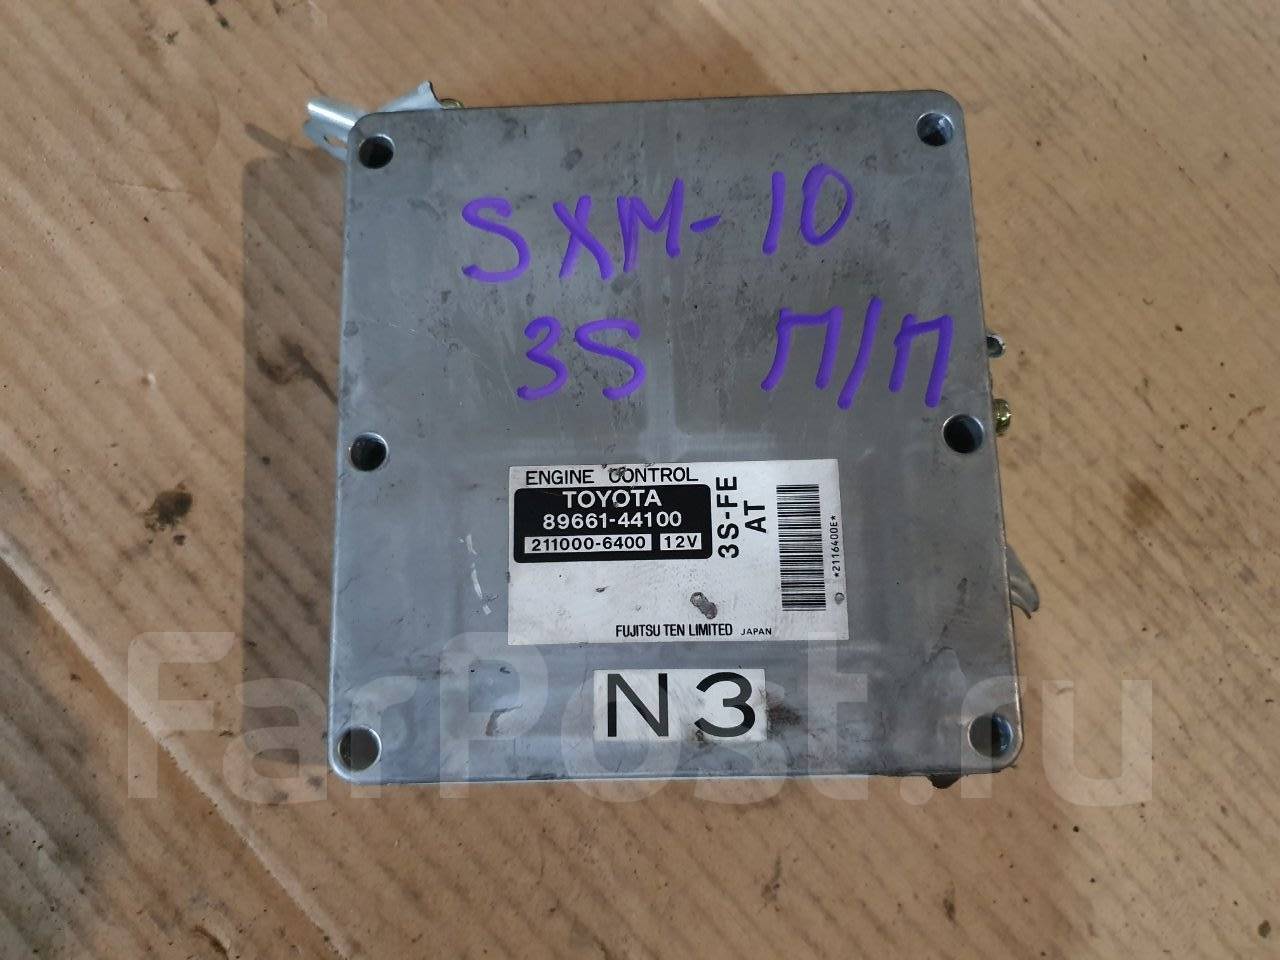 SXM-10
3S П/П
ENGINE CONTROL
TOYOTA
89661-44100
211000-6400 12V
3S-FE
AT
*2116400E*
FUJITSU TEN LIMITED JAPAN
N3
FarPost.ru